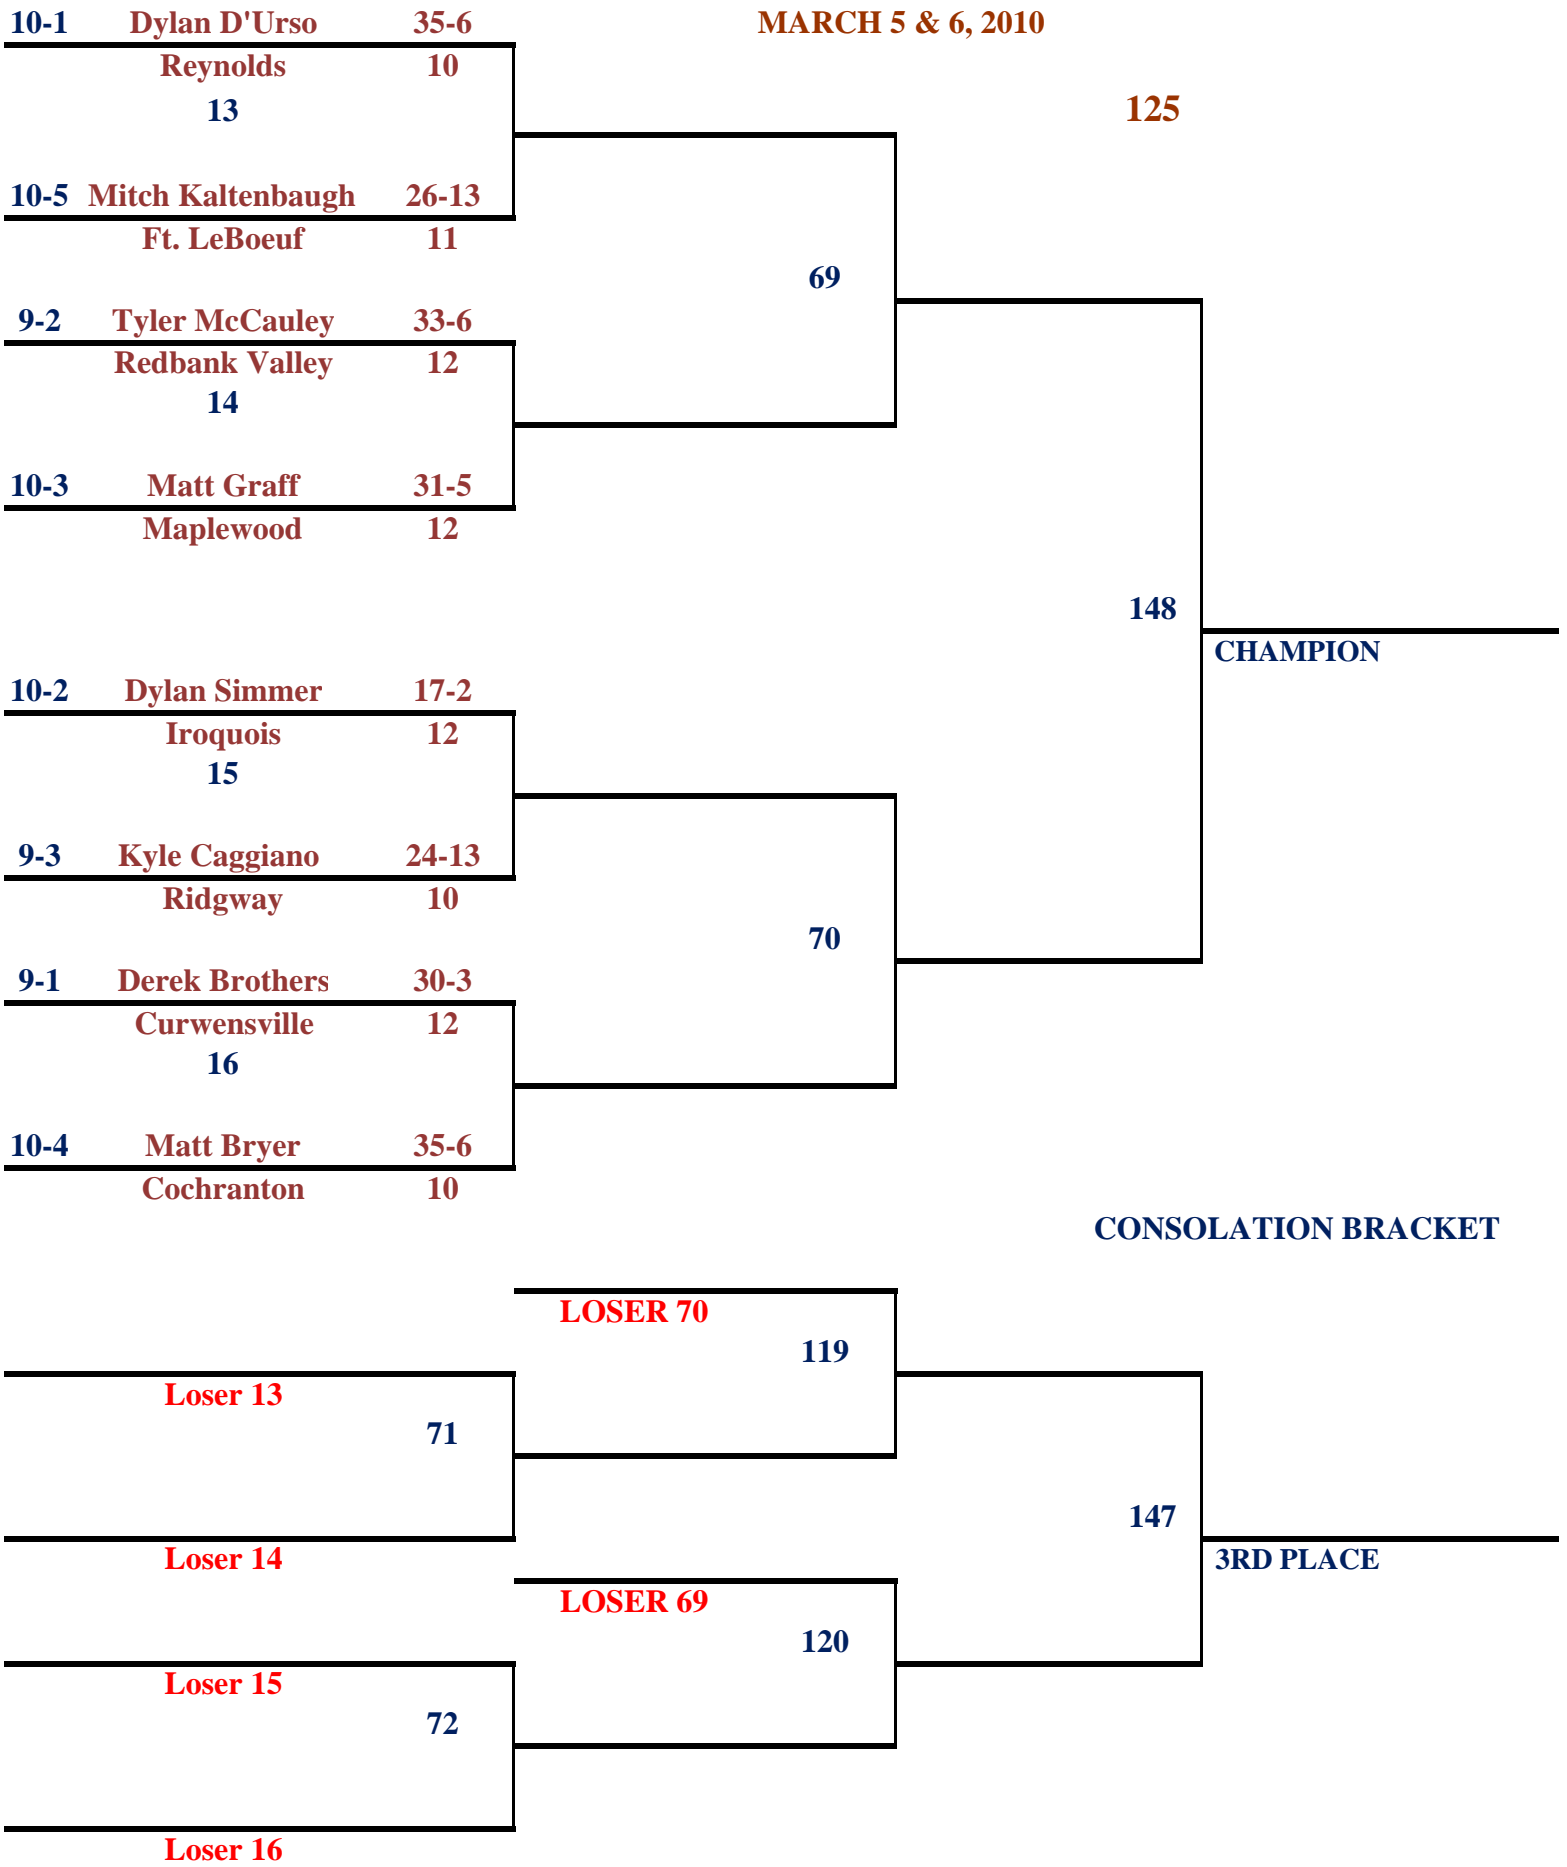 10-1 Dylan D'Urso 35-6 MARCH 5 & 6, 2010
Reynolds 10
13 125
10-5 Mitch Kaltenbaugh 26-13
Ft. LeBoeuf 11
69
9-2 Tyler McCauley 33-6
Redbank Valley 12
14
10-3 Matt Graff 31-5
Maplewood 12
148
CHAMPION
10-2 Dylan Simmer 17-2
Iroquois 12
15
9-3 Kyle Caggiano 24-13
Ridgway 10
70
9-1 Derek Brothers 30-3
Curwensville 12
16
10-4 Matt Bryer 35-6
Cochranton 10
CONSOLATION BRACKET
LOSER 70
119
Loser 13
71
147
Loser 14 3RD PLACE
LOSER 69
120
Loser 15
72
Loser 16